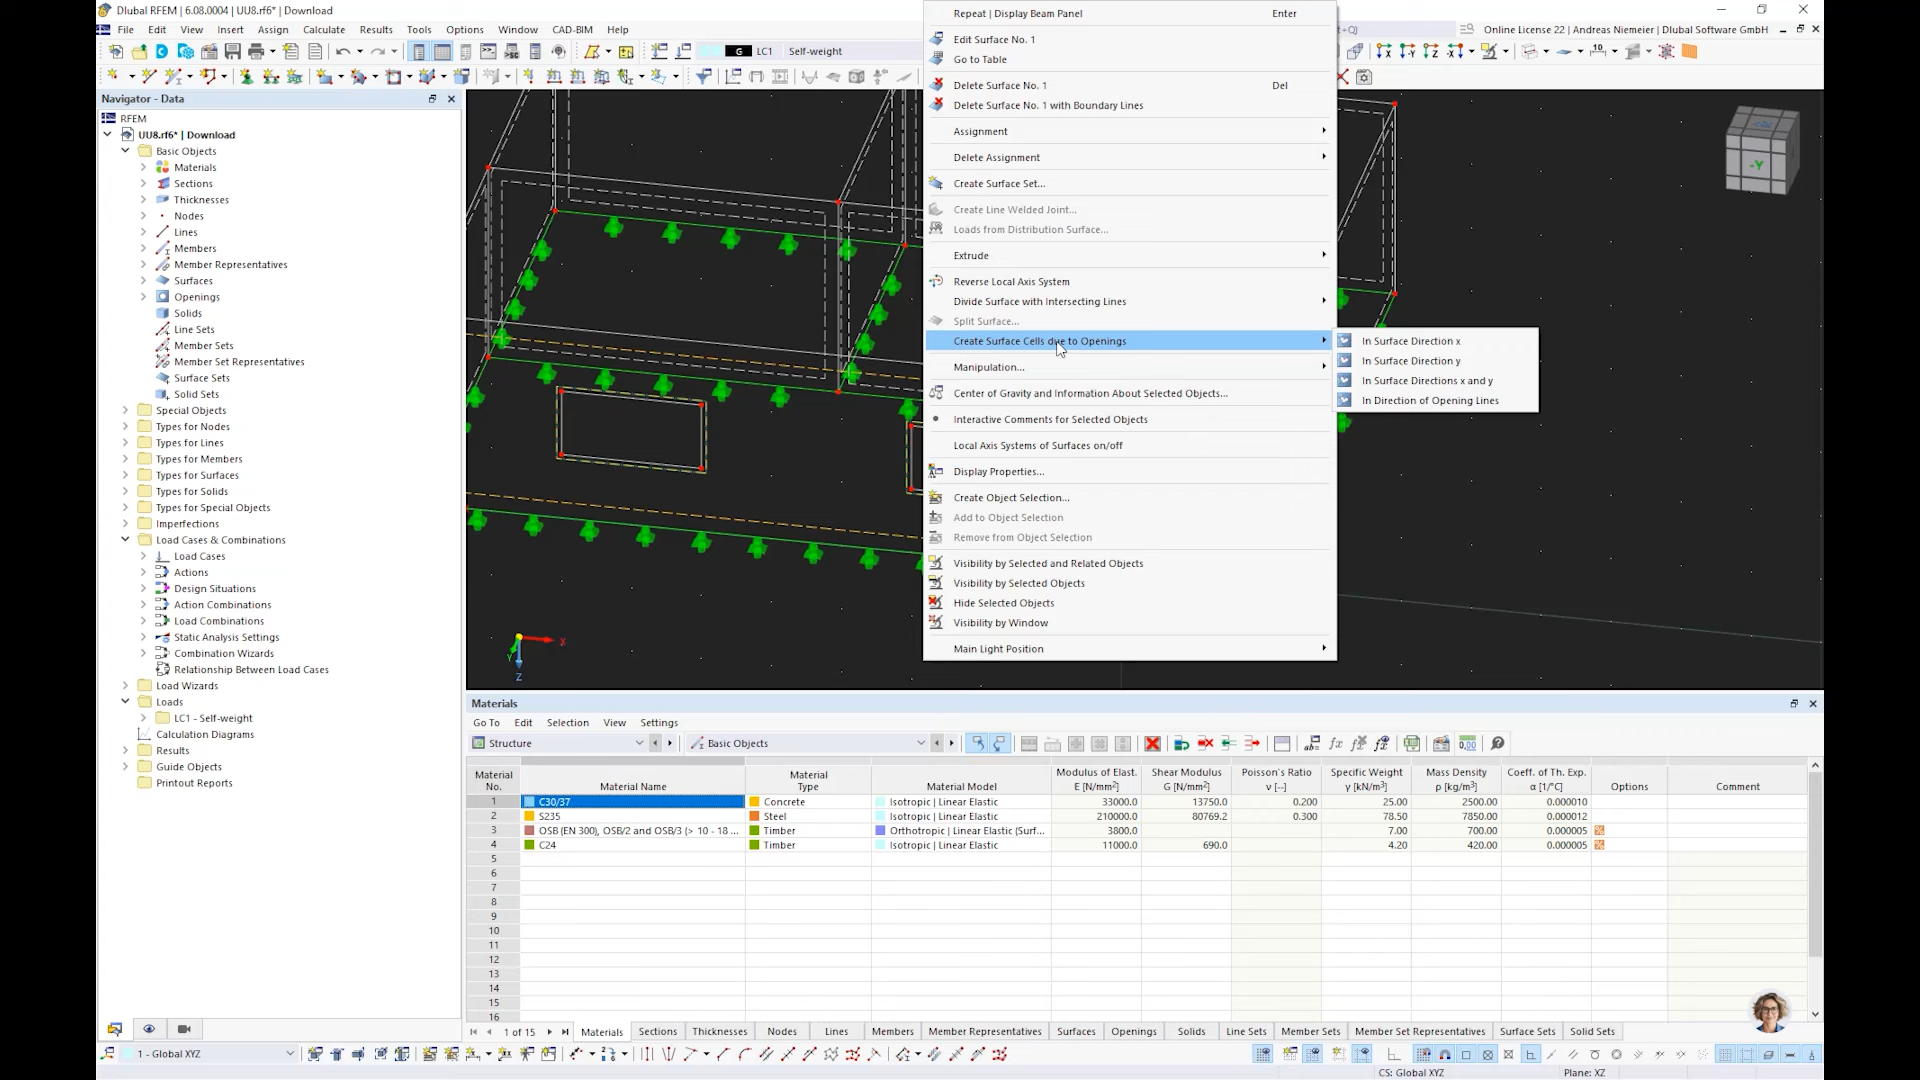 Dlubal RFEM | 6.08.0004 | UU8.rf6* | Download
File Edit View Insert Assign Calculate Results Tools Options Window CAD-BIM Help
Online License 22 | Andreas Niemeier | Dlubal Software GmbH
G LC1 Self-weight
Navigator - Data
RFEM
UU8.rf6* | Download
Basic Objects
Materials
Sections
Thicknesses
Nodes
Lines
Members
Member Representatives
Surfaces
Openings
Solids
Line Sets
Member Sets
Member Set Representatives
Surface Sets
Solid Sets
Special Objects
Types for Nodes
Types for Lines
Types for Members
Types for Surfaces
Types for Solids
Types for Special Objects
Imperfections
Load Cases & Combinations
Load Cases
Actions
Design Situations
Action Combinations
Load Combinations
Static Analysis Settings
Combination Wizards
Relationship Between Load Cases
Load Wizards
Loads
LC1 - Self-weight
Calculation Diagrams
Results
Guide Objects
Printout Reports
1 - Global XYZ
Repeat | Display Beam Panel Enter
Edit Surface No. 1
Go to Table
Delete Surface No. 1 Del
Delete Surface No. 1 with Boundary Lines
Assignment
Delete Assignment
Create Surface Set...
Create Line Welded Joint...
Loads from Distribution Surface...
Extrude
Reverse Local Axis System
Divide Surface with Intersecting Lines
Split Surface...
Create Surface Cells due to Openings
Manipulation...
Center of Gravity and Information About Selected Objects...
Interactive Comments for Selected Objects
Local Axis Systems of Surfaces on/off
Display Properties...
Create Object Selection...
Add to Object Selection
Remove from Object Selection
Visibility by Selected and Related Objects
Visibility by Selected Objects
Hide Selected Objects
Visibility by Window
Main Light Position
In Surface Direction x
In Surface Direction y
In Surface Directions x and y
In Direction of Opening Lines
-Y
X
Y
Z
Materials
Go To Edit Selection View Settings
Structure Basic Objects
Material No. Material Name Material Type Material Model Modulus of Elast. E [N/mm²] Shear Modulus G [N/mm²] Poisson's Ratio ν [--] Specific Weight γ [kN/m³] Mass Density ρ [kg/m³] Coeff. of Th. Exp. α [1/°C] Options Comment
1 C30/37 Concrete Isotropic | Linear Elastic 33000.0 13750.0 0.200 25.00 2500.00 0.000010
2 S235 Steel Isotropic | Linear Elastic 210000.0 80769.2 0.300 78.50 7850.00 0.000012
3 OSB (EN 300), OSB/2 and OSB/3 (> 10 - 18 ... Timber Orthotropic | Linear Elastic (Surf... 3800.0 7.00 700.00 0.000005
4 C24 Timber Isotropic | Linear Elastic 11000.0 690.0 4.20 420.00 0.000005
5
6
7
8
9
10
11
12
13
14
15
16
1 of 15 Materials Sections Thicknesses Nodes Lines Members Member Representatives Surfaces Openings Solids Line Sets Member Sets Member Set Representatives Surface Sets Solid Sets
CS: Global XYZ Plane: XZ